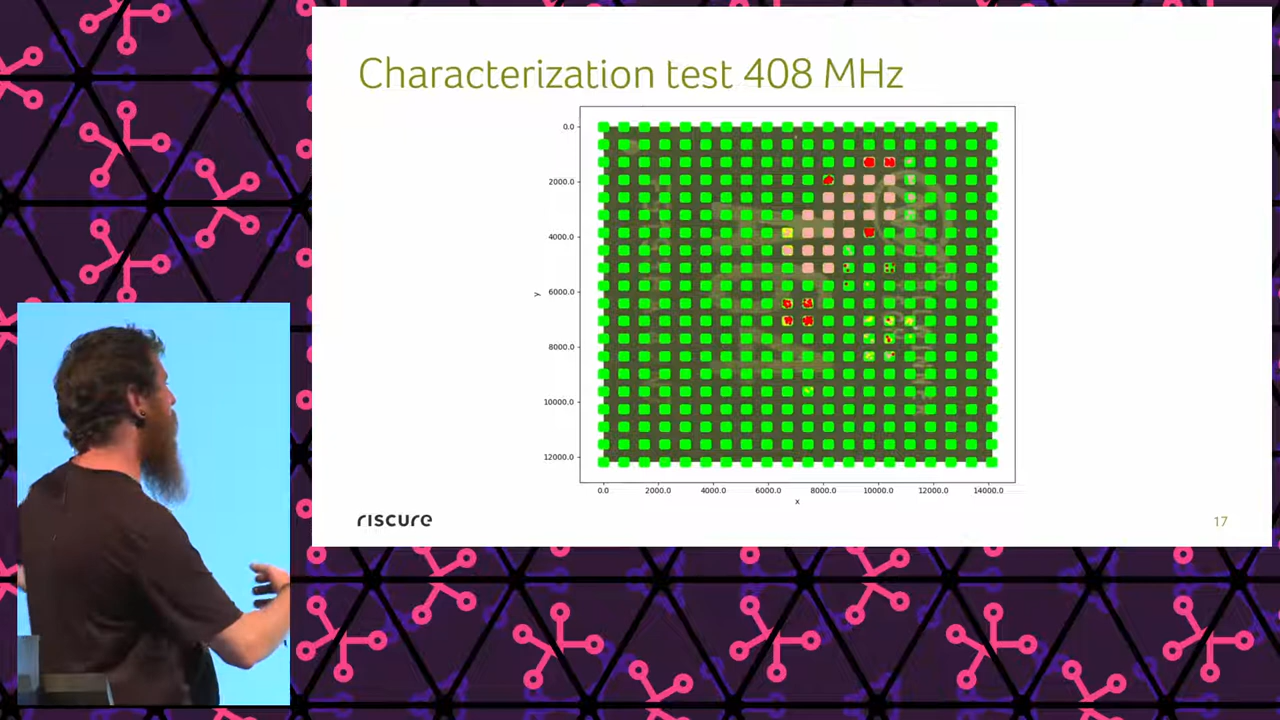 Characterization test 408 MHz
0.0
2000.0
4000.0
6000.0
8000.0
10000.0
12000.0
y
0.0 2000.0 4000.0 6000.0 8000.0 10000.0 12000.0 14000.0
x
riscure
17